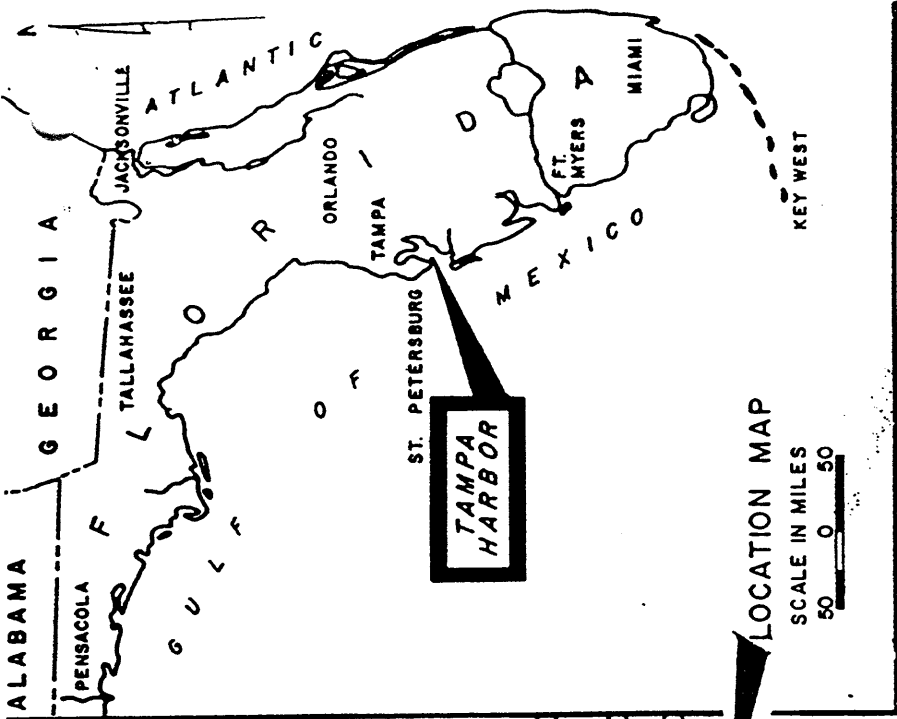 ALABAMA
GEORGIA
ATLANTIC
PENSACOLA
TALLAHASSEE
JACKSONVILLE
FLORIDA
ORLANDO
TAMPA
ST. PETERSBURG
FT.
MYERS
MIAMI
KEY WEST
GULF
OF
MEXICO
TAMPA
HARBOR
LOCATION MAP
SCALE IN MILES
50 0 50